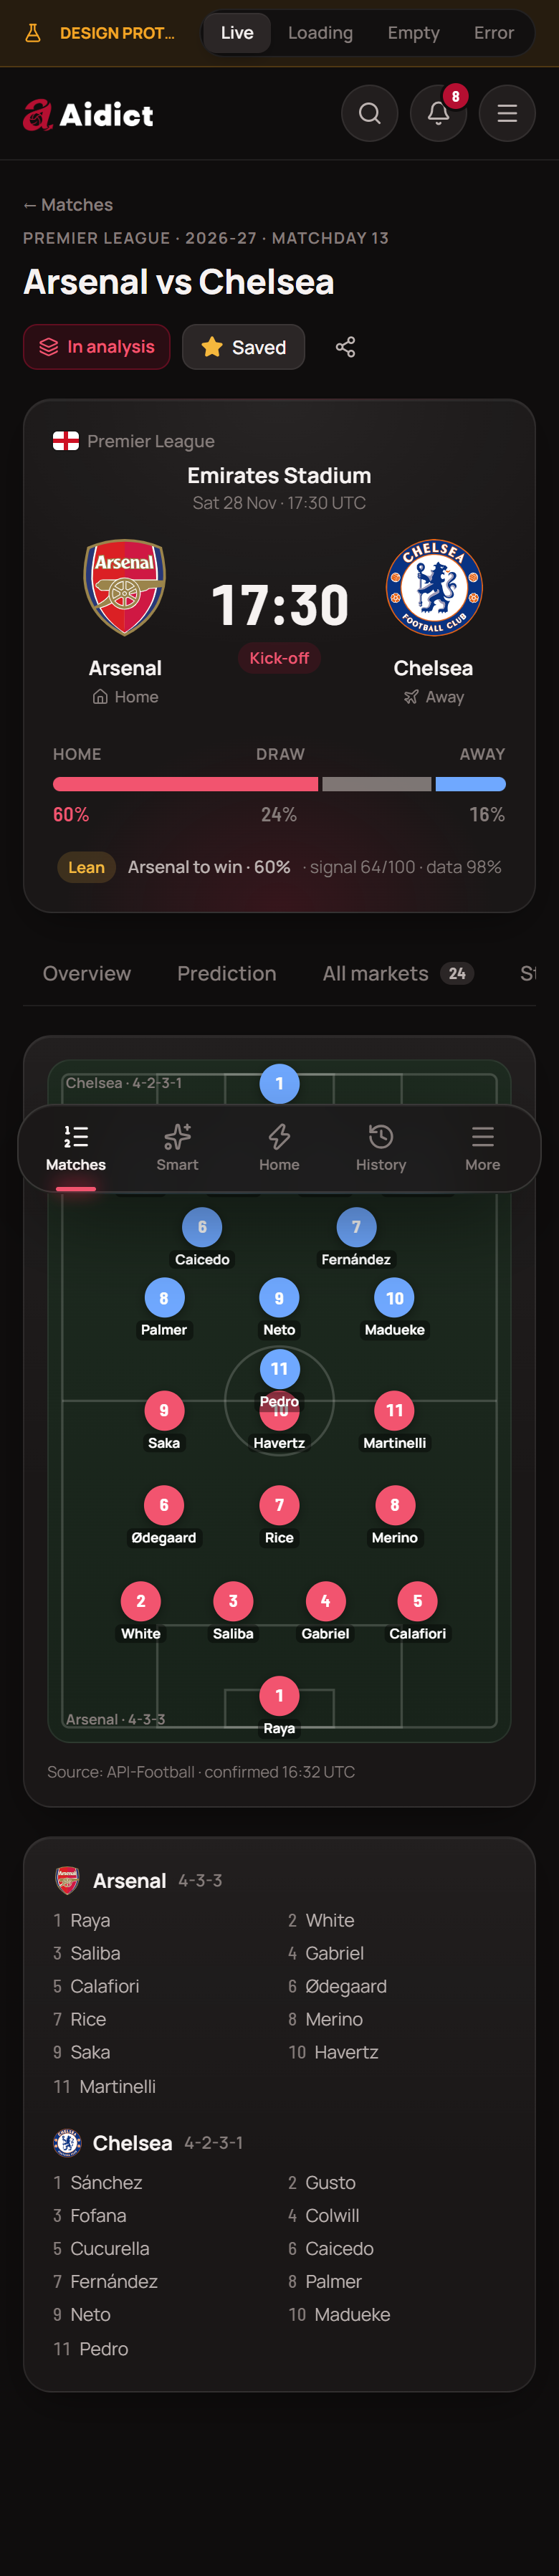 DESIGN PROT...
Live Loading Empty Error
Aidict
8
← Matches
PREMIER LEAGUE · 2026-27 · MATCHDAY 13
Arsenal vs Chelsea
In analysis Saved
Premier League
Emirates Stadium
Sat 28 Nov · 17:30 UTC
Arsenal
CHELSEA
FOOTBALL CLUB
17:30
Kick-off
Arsenal Chelsea
Home Away
HOME DRAW AWAY
60% 24% 16%
Lean Arsenal to win · 60% · signal 64/100 · data 98%
Overview Prediction All markets 24
Chelsea · 4-2-3-1
1
Matches Smart Home History More
6 7
Caicedo Fernández
8 9 10
Palmer Neto Madueke
11
Pedro
9 10 11
Saka Havertz Martinelli
6 7 8
Ødegaard Rice Merino
2 3 4 5
White Saliba Gabriel Calafiori
1
Arsenal · 4-3-3
Raya
Source: API-Football · confirmed 16:32 UTC
Arsenal 4-3-3
1 Raya 2 White
3 Saliba 4 Gabriel
5 Calafiori 6 Ødegaard
7 Rice 8 Merino
9 Saka 10 Havertz
11 Martinelli
Chelsea 4-2-3-1
1 Sánchez 2 Gusto
3 Fofana 4 Colwill
5 Cucurella 6 Caicedo
7 Fernández 8 Palmer
9 Neto 10 Madueke
11 Pedro